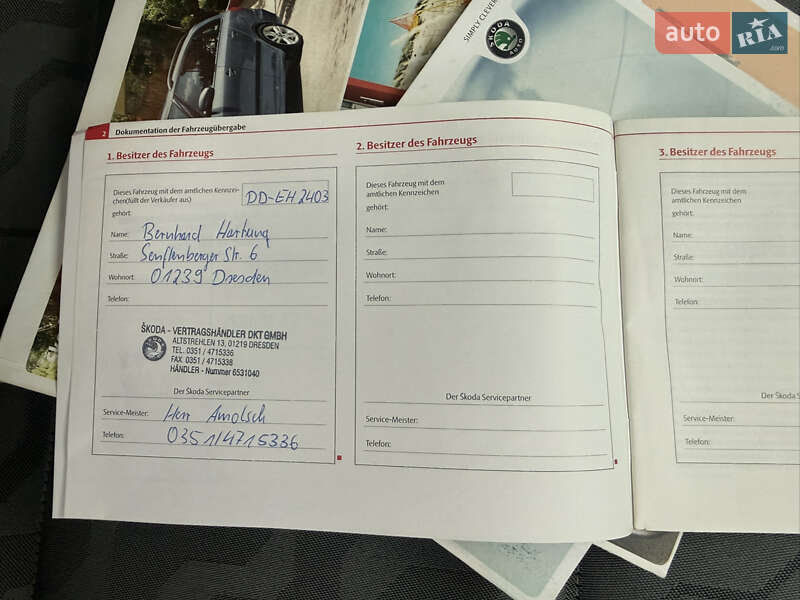 SIMPLY CLEVER
SKODA
AUTO
auto RIA
.com
2 Dokumentation der Fahrzeugübergabe
1. Besitzer des Fahrzeugs
Dieses Fahrzeug mit dem amtlichen Kennzei-
chen(füllt der Verkäufer aus)
DD-EH 2403
gehört:
Name: Bernhard Hartung
Straße: Senftenberger Str. 6
Wohnort: 01239 Dresden
Telefon:
ŠKODA - VERTRAGSHÄNDLER DKT GMBH
ALTSTREHLEN 13, 01219 DRESDEN
TEL. 0351 / 4715336
FAX 0351 / 4715338
HÄNDLER - Nummer 6531040
Der Škoda Servicepartner
Service-Meister: Herr Arnolsch
Telefon: 0351/4715336
2. Besitzer des Fahrzeugs
Dieses Fahrzeug mit dem
amtlichen Kennzeichen
gehört:
Name:
Straße:
Wohnort:
Telefon:
Der Škoda Servicepartner
Service-Meister:
Telefon:
3. Besitzer des Fahrzeugs
Dieses Fahrzeug mit dem
amtlichen Kennzeichen
gehört:
Name:
Straße:
Wohnort:
Telefon:
Der Škoda S
Service-Meister:
Telefon: